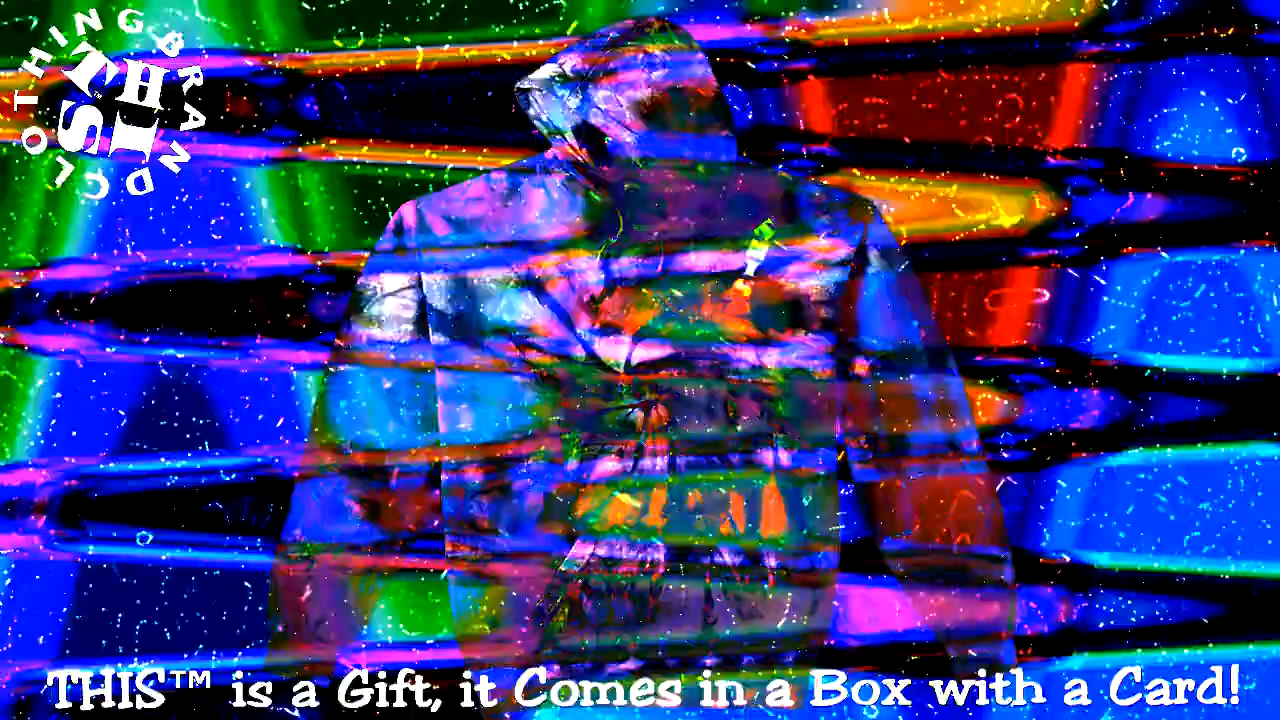 CLOTHING BRAND
THIS
THIS™ is a Gift, it Comes in a Box with a Card!